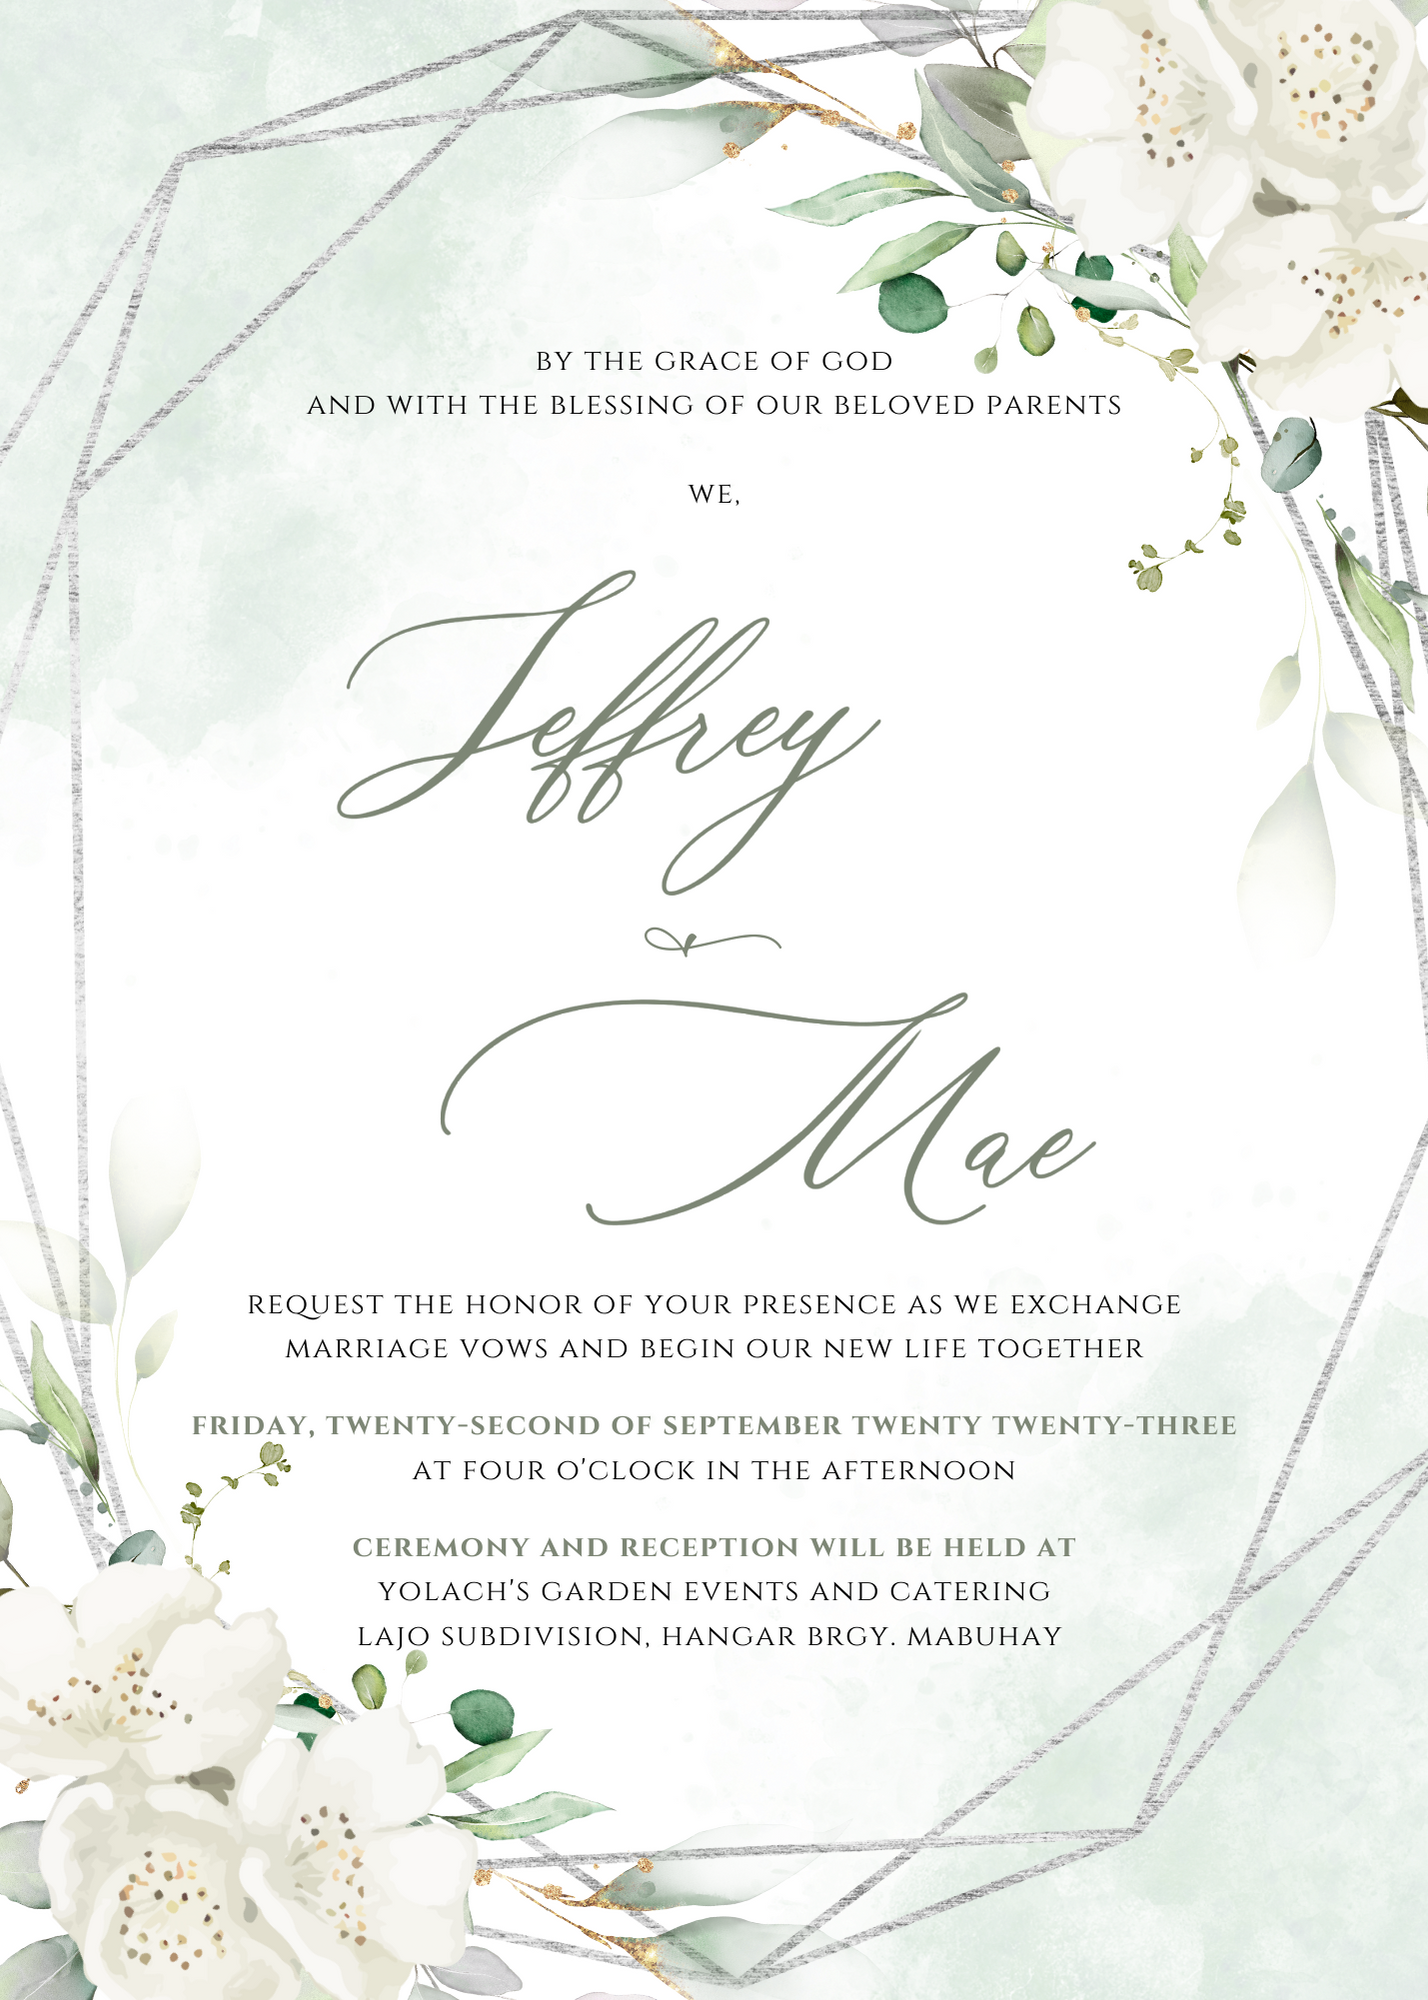 BY THE GRACE OF GOD
AND WITH THE BLESSING OF OUR BELOVED PARENTS
WE,
Jeffrey
&
Mae
REQUEST THE HONOR OF YOUR PRESENCE AS WE EXCHANGE
MARRIAGE VOWS AND BEGIN OUR NEW LIFE TOGETHER
FRIDAY, TWENTY-SECOND OF SEPTEMBER TWENTY TWENTY-THREE
AT FOUR O'CLOCK IN THE AFTERNOON
CEREMONY AND RECEPTION WILL BE HELD AT
YOLACH'S GARDEN EVENTS AND CATERING
LAJO SUBDIVISION, HANGAR BRGY. MABUHAY